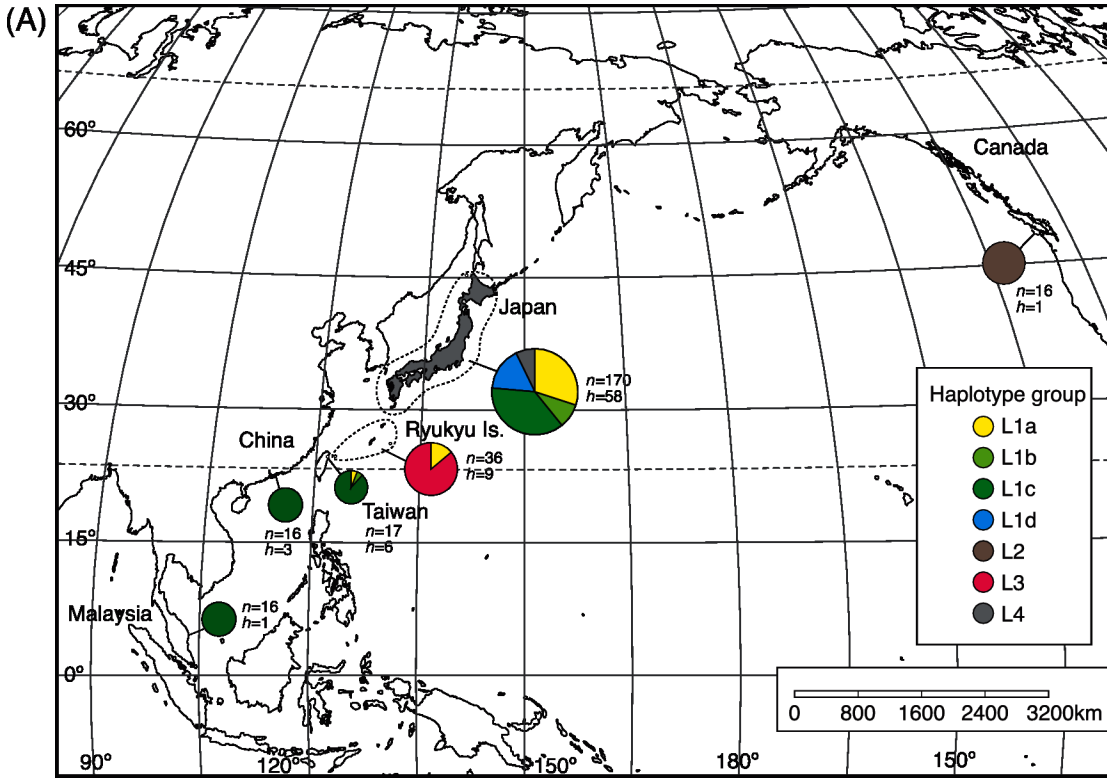 (A)
60°
45°
30°
15°
0°
90°
120°
150°
180°
150°
Canada
n=16
h=1
Japan
n=170
h=58
Ryukyu Is.
n=36
h=9
China
n=16
h=3
Taiwan
n=17
h=6
Malaysia
n=16
h=1
Haplotype group
L1a
L1b
L1c
L1d
L2
L3
L4
0 800 1600 2400 3200km